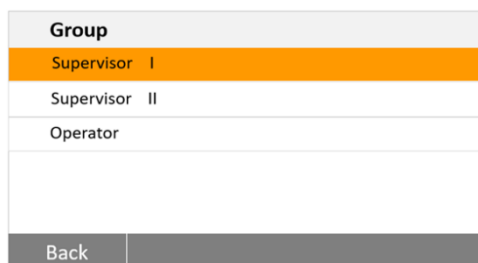 Group
Supervisor I
Supervisor II
Operator
Back